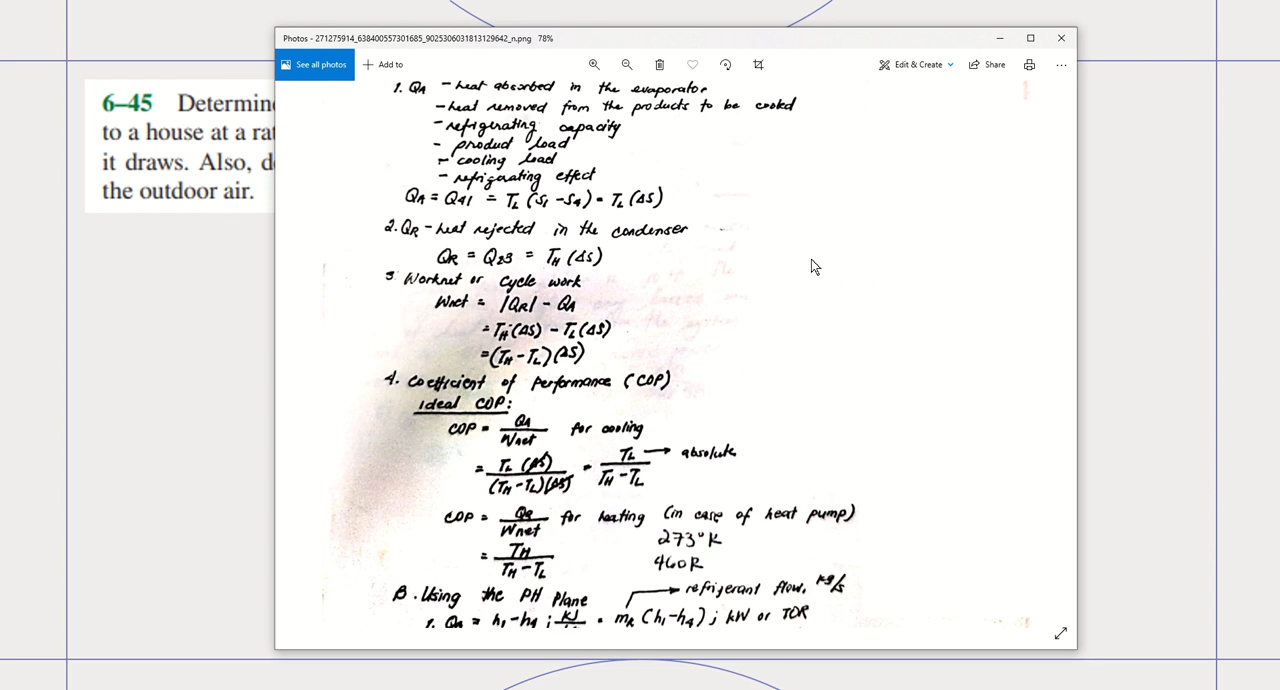 Photos - 271275914_638400557301685_9025306031813129642_n.png 78%
See all photos
Add to
Edit & Create
Share
6–45 Determin
to a house at a ra
it draws. Also, d
the outdoor air.
1. QA - heat absorbed in the evaporator
- heat removed from the products to be cooled
- refrigerating capacity
- product load
- cooling load
- refrigerating effect
QA = Q41 = TL (S1 - S4) = TL (ΔS)
2. QR - heat rejected in the condenser
QR = Q23 = TH (ΔS)
3 Worknet or cycle work
Wnet = |QR| - QA
= TH (ΔS) - TL (ΔS)
= (TH - TL) (ΔS)
4. Coefficient of Performance (COP)
Ideal COP:
COP = QA / Wnet for cooling
= TL (ΔS) / (TH - TL)(ΔS) = TL / TH - TL → absolute
COP = QR / Wnet for heating (in case of heat pump)
= TH / TH - TL
273°K
460R
B. Using the PH Plane
→ refrigerant flow, kg/s
1. QA = h1 - h4 ; kJ = mR (h1 - h4) ; kW or TOR